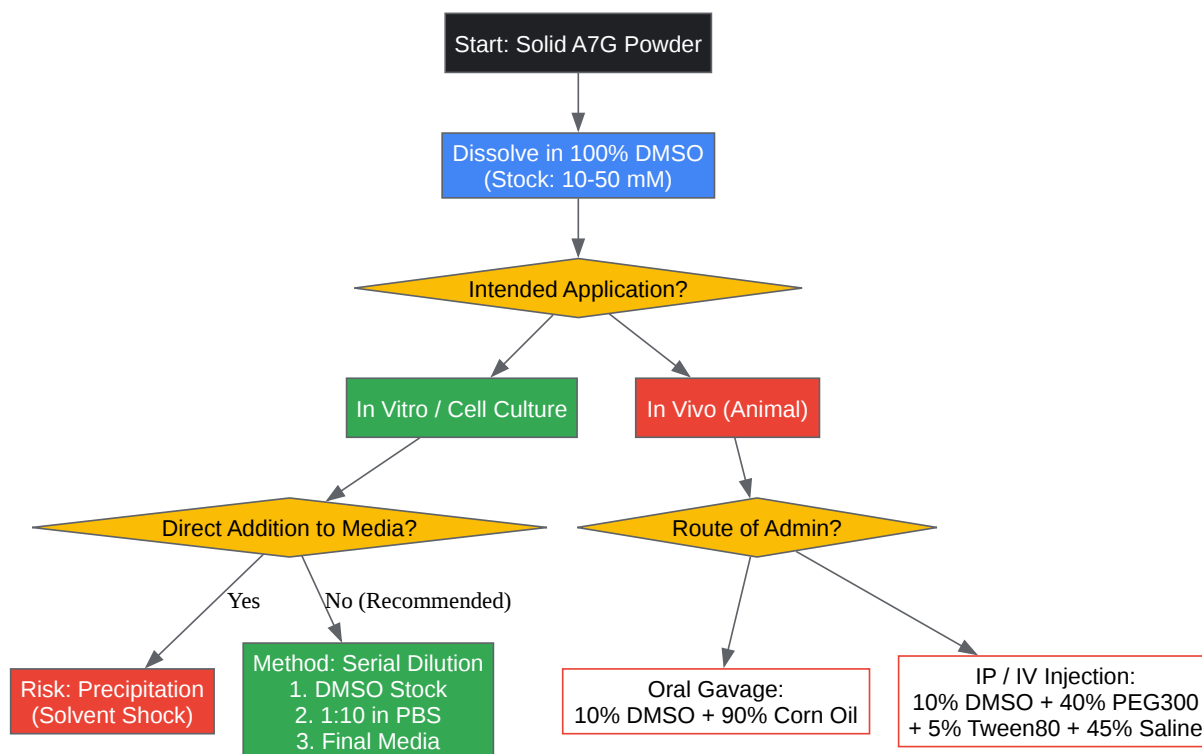 Start: Solid A7G Powder
Dissolve in 100% DMSO
(Stock: 10-50 mM)
Intended Application?
In Vitro / Cell Culture
In Vivo (Animal)
Direct Addition to Media?
Route of Admin?
Yes
No (Recommended)
Risk: Precipitation
(Solvent Shock)
Method: Serial Dilution
1. DMSO Stock
2. 1:10 in PBS
3. Final Media
Oral Gavage:
10% DMSO + 90% Corn Oil
IP / IV Injection:
10% DMSO + 40% PEG300
+ 5% Tween80 + 45% Saline